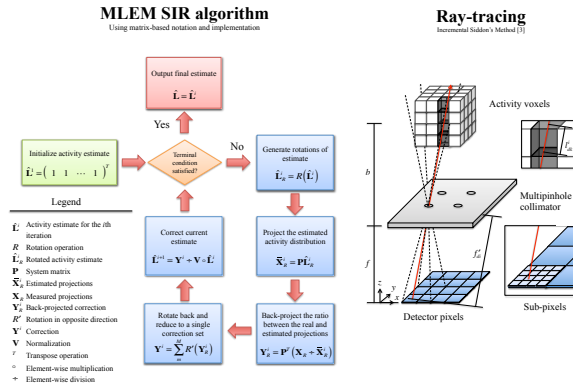 MLEM SIR algorithm
Using matrix-based notation and implementation
Output final estimate
L̂ = L̂ⁱ
Yes
No
Initialize activity estimate
L̂ⁱ = ( 1 1 ⋯ 1 )ᵀ
Terminal
condition
satisfied?
Generate rotations of
estimate
L̂ⁱ_R = R(L̂ⁱ)
Project the estimated
activity distribution
X̄ⁱ_R = PL̂ⁱ_R
Back-project the ratio
between the real and
estimated projections
Yⁱ_R = Pᵀ(X_R ÷ X̄ⁱ_R)
Rotate back and
reduce to a single
correction set
Yⁱ = ∑ᴹₘ R′(Yⁱ_R)
Correct current
estimate
L̂ⁱ⁺¹ = Yⁱ ÷ V ∘ L̂ⁱ
Legend
L̂ⁱ Activity estimate for the ith
iteration
R Rotation operation
L̂ⁱ_R Rotated activity estimate
P System matrix
X̄ⁱ_R Estimated projections
X_R Measured projections
Yⁱ_R Back-projected correction
R′ Rotation in opposite direction
Yⁱ Correction
V Normalization
T Transpose operation
∘ Element-wise multiplication
÷ Element-wise division
Ray-tracing
Incremental Siddon's Method [3]
Activity voxels
b
Multipinhole
collimator
f
z
y
x
Detector pixels
Sub-pixels